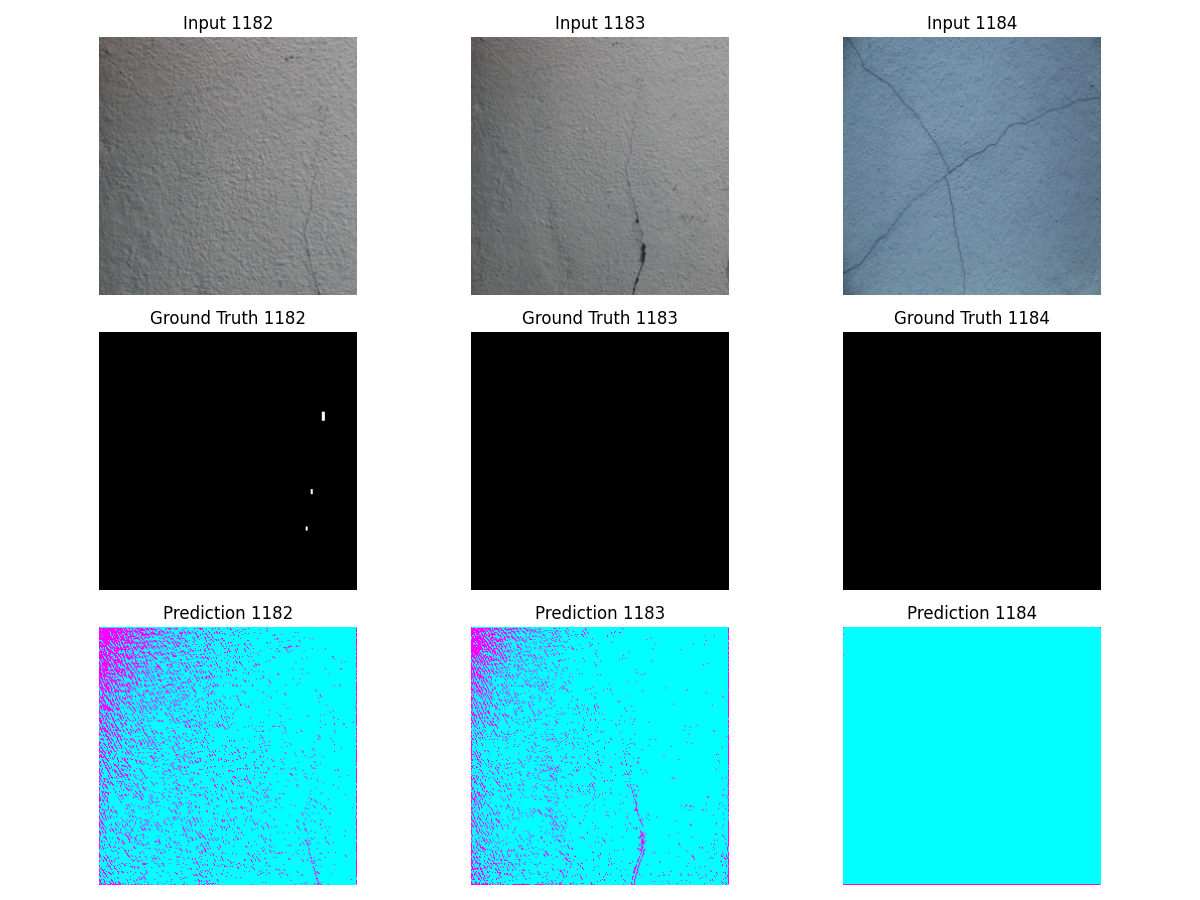 Input 1182
Input 1183
Input 1184
Ground Truth 1182
Ground Truth 1183
Ground Truth 1184
Prediction 1182
Prediction 1183
Prediction 1184